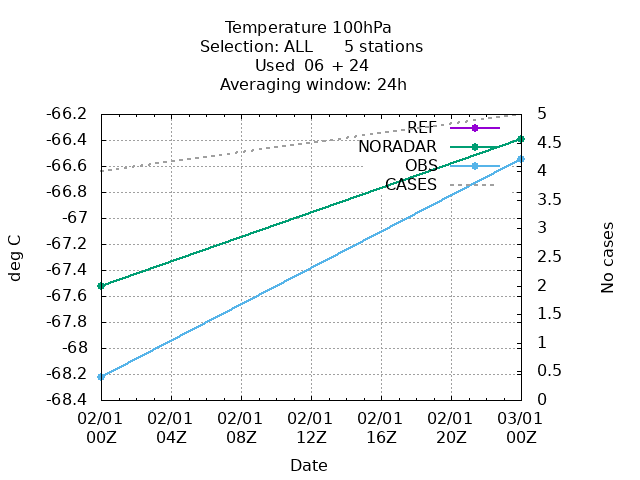 Temperature 100hPa
Selection: ALL 5 stations
Used 06 + 24
Averaging window: 24h
-66.2
-66.4
-66.6
-66.8
-67
-67.2
-67.4
-67.6
-67.8
-68
-68.2
-68.4
deg C
REF
NORADAR
OBS
CASES
5
4.5
4
3.5
3
2.5
2
1.5
1
0.5
0
No cases
02/01 02/01 02/01 02/01 02/01 02/01 03/01
00Z 04Z 08Z 12Z 16Z 20Z 00Z
Date